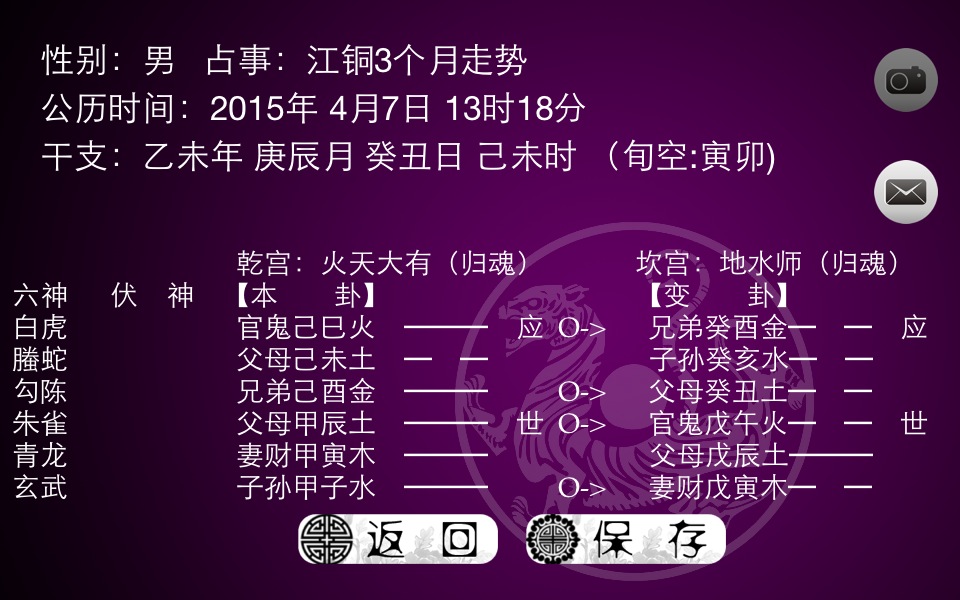 性别：男 占事：江铜3个月走势
公历时间：2015年 4月7日 13时18分
干支：乙未年 庚辰月 癸丑日 己未时 （旬空:寅卯)
乾宫：火天大有（归魂） 坎宫：地水师（归魂）
六神 伏 神 【本 卦】 【变 卦】
白虎 官鬼己巳火 应 O-> 兄弟癸酉金 应
螣蛇 父母己未土 子孙癸亥水
勾陈 兄弟己酉金 O-> 父母癸丑土
朱雀 父母甲辰土 世 O-> 官鬼戊午火 世
青龙 妻财甲寅木 父母戊辰土
玄武 子孙甲子水 O-> 妻财戊寅木
返 回 保 存